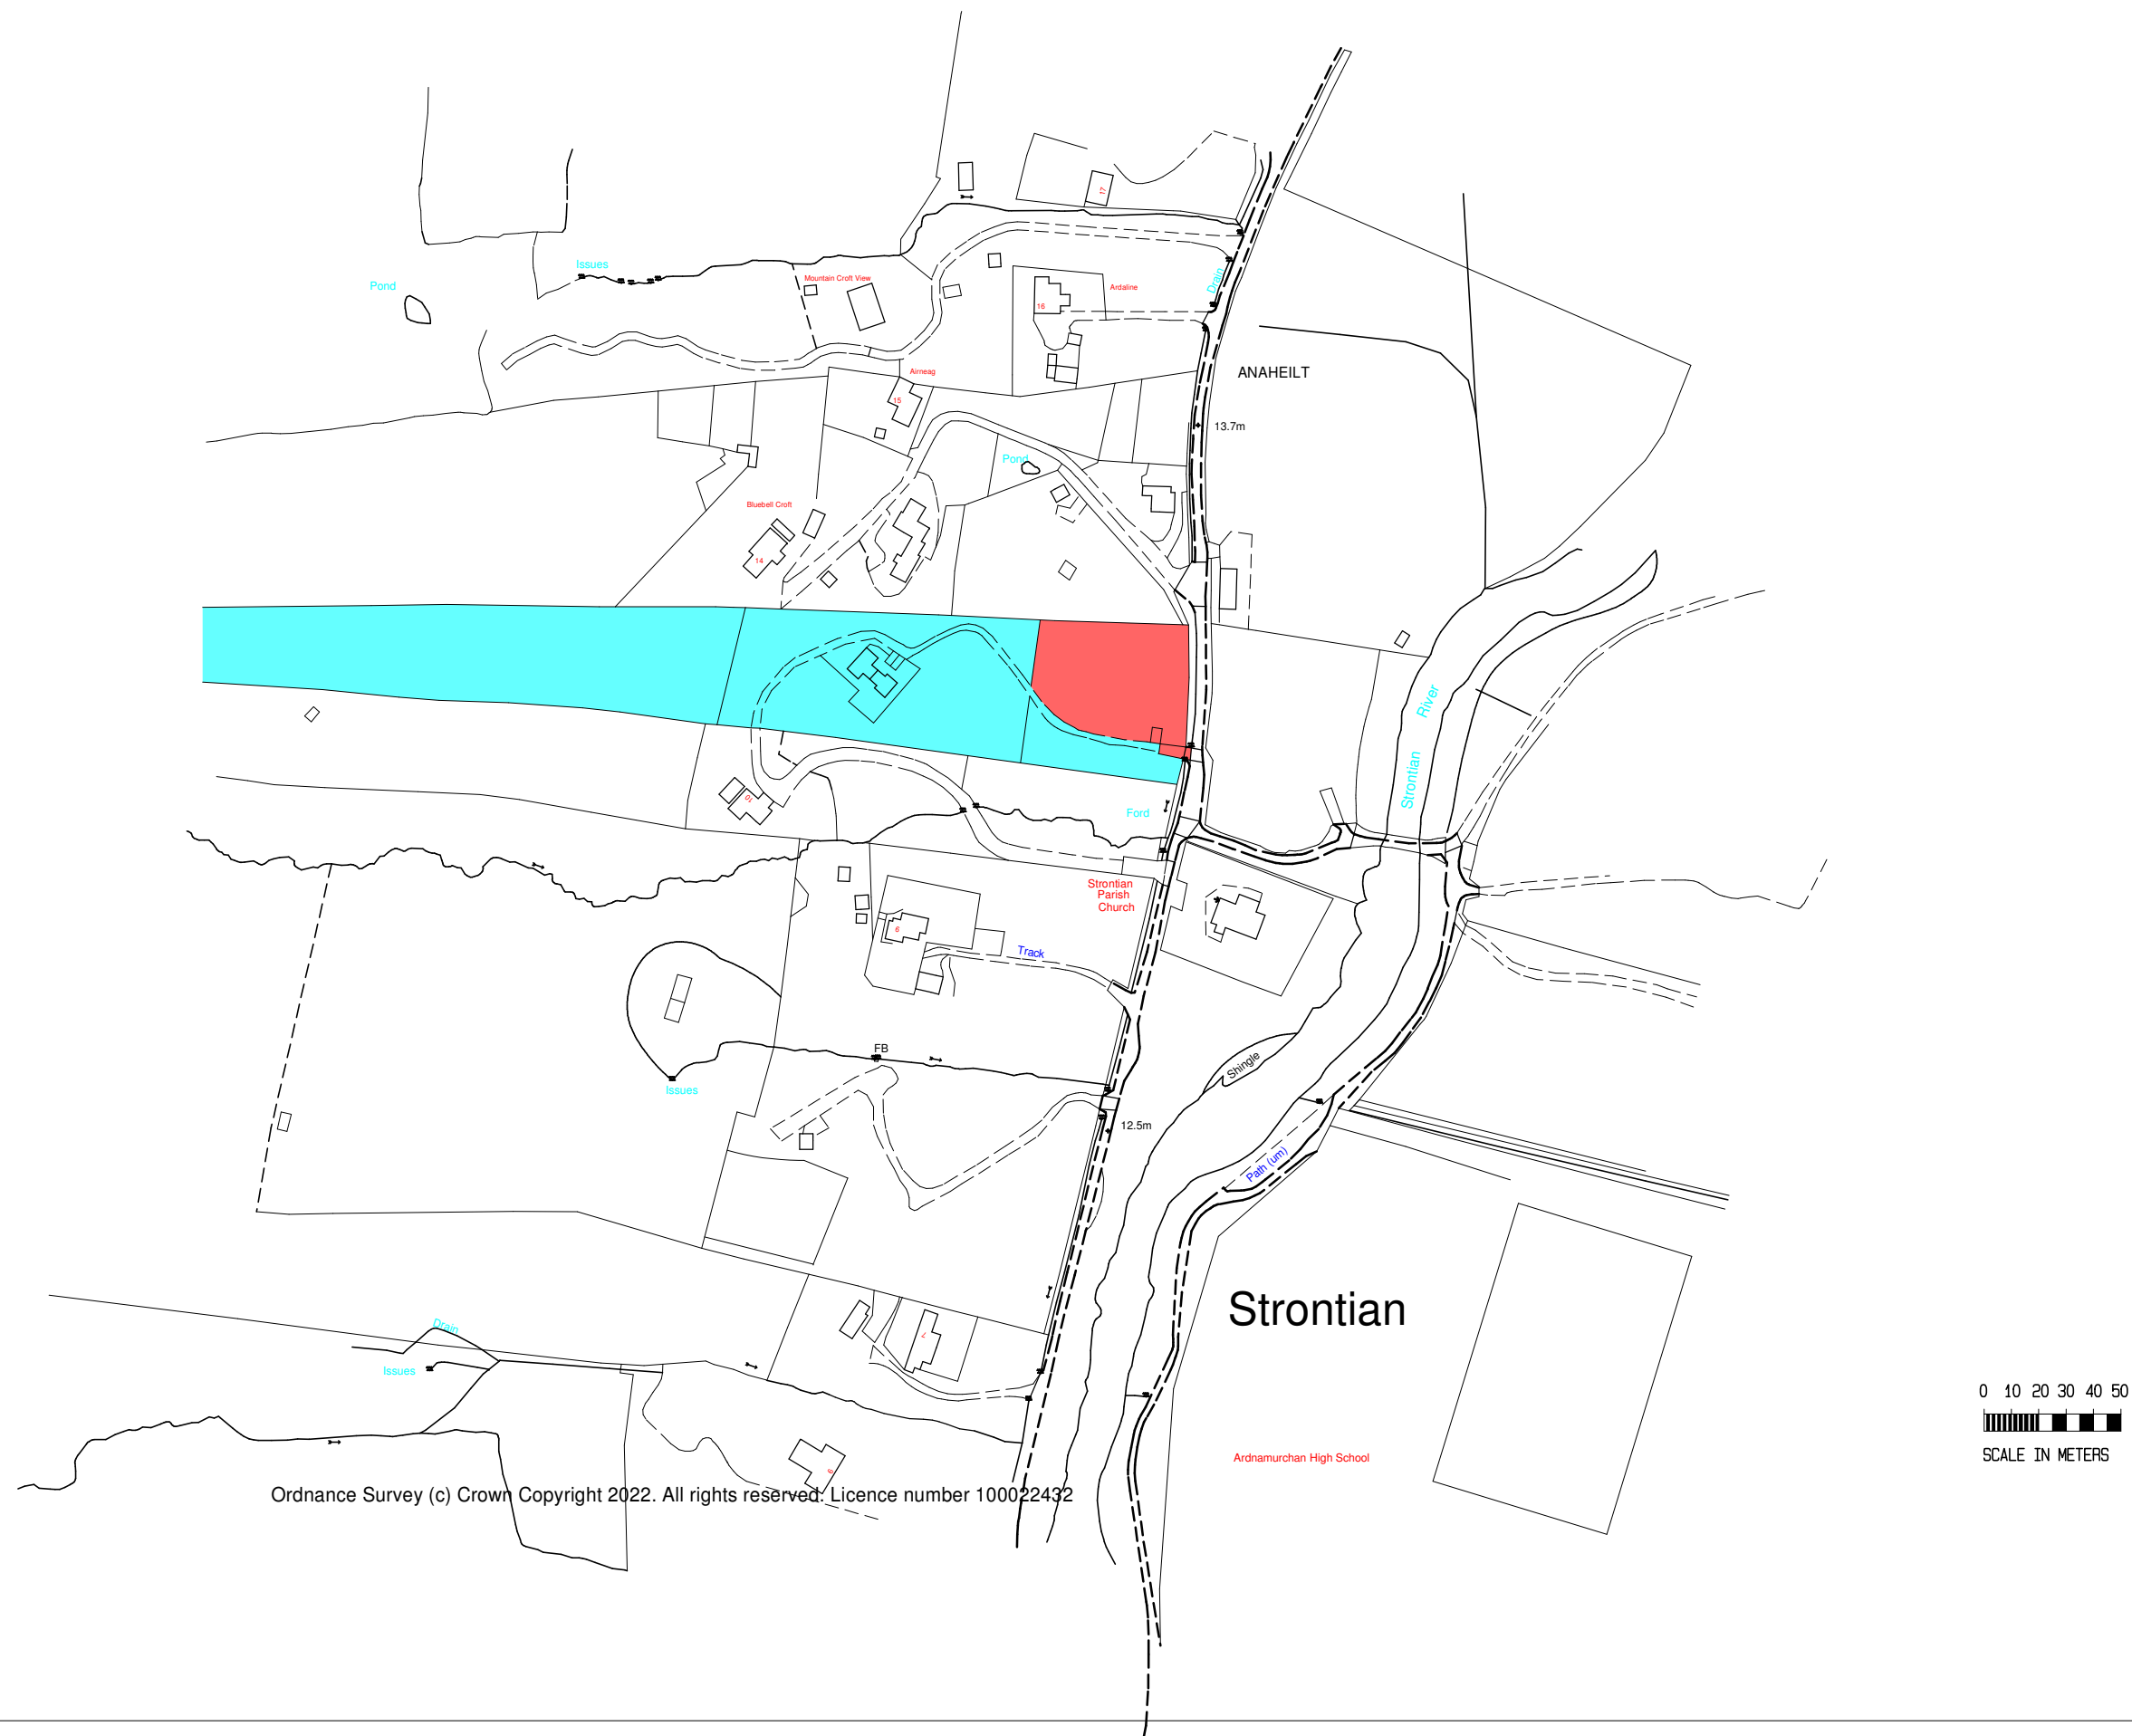 17
Issues
Mountain Croft View
Pond
Drain
Ardaline
16
Airneag
ANAHEILT
15
13.7m
Pond
Bluebell Croft
14
River
Strontian
10
Ford
Strontian
Parish
Church
9
Track
FB
Shingle
Issues
12.5m
Path (um)
Strontian
Drain
7
Issues
0 10 20 30 40 50
SCALE IN METERS
Ardnamurchan High School
Ordnance Survey (c) Crown Copyright 2022. All rights reserved. Licence number 100022432